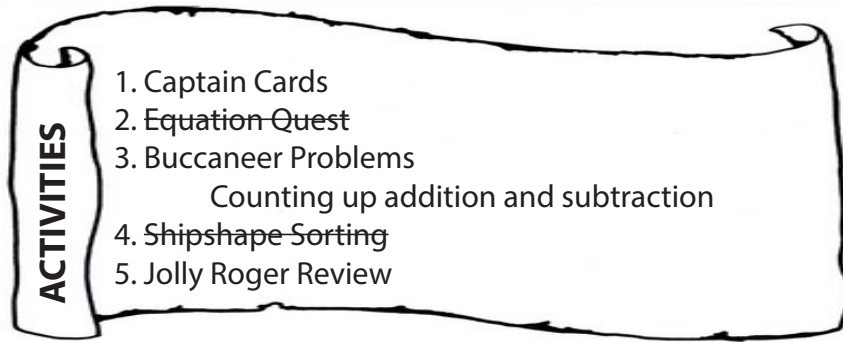 ACTIVITIES
1. Captain Cards
2. Equation Quest
3. Buccaneer Problems
Counting up addition and subtraction
4. Shipshape Sorting
5. Jolly Roger Review